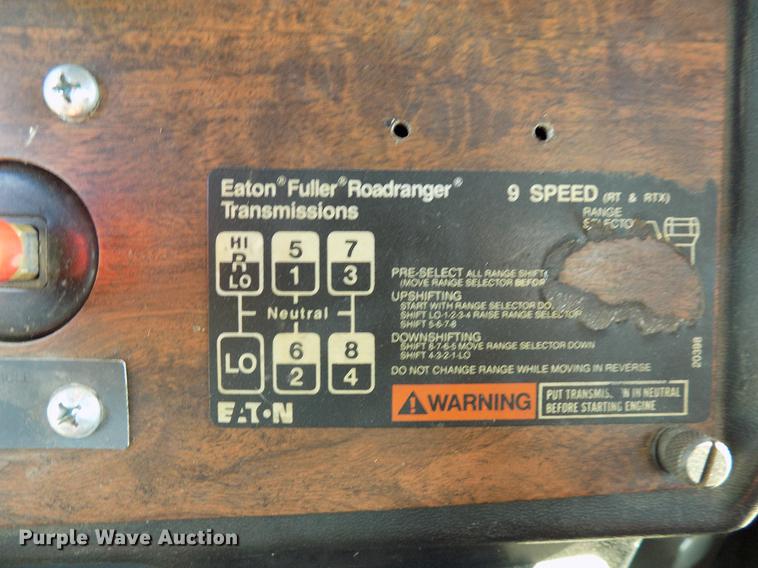 Eaton® Fuller® Roadranger®
Transmissions
9 SPEED (RT & RTX)
RANGE
HI
R
LO
5
1
7
3
Neutral
LO
6
2
8
4
EATON
PRE-SELECT ALL RANGE
(MOVE RANGE SELECTOR
UPSHIFTING
START WITH RANGE SELECTOR
SHIFT LO-1-2-3-4 RAISE RANGE SELECTOR
SHIFT 5-6-7-8
DOWNSHIFTING
SHIFT 8-7-6-5 MOVE RANGE SELECTOR DOWN
SHIFT 4-3-2-1-LO
DO NOT CHANGE RANGE WHILE MOVING IN REVERSE
20398
WARNING
PUT IN NEUTRAL
BEFORE STARTING ENGINE
Purple Wave Auction